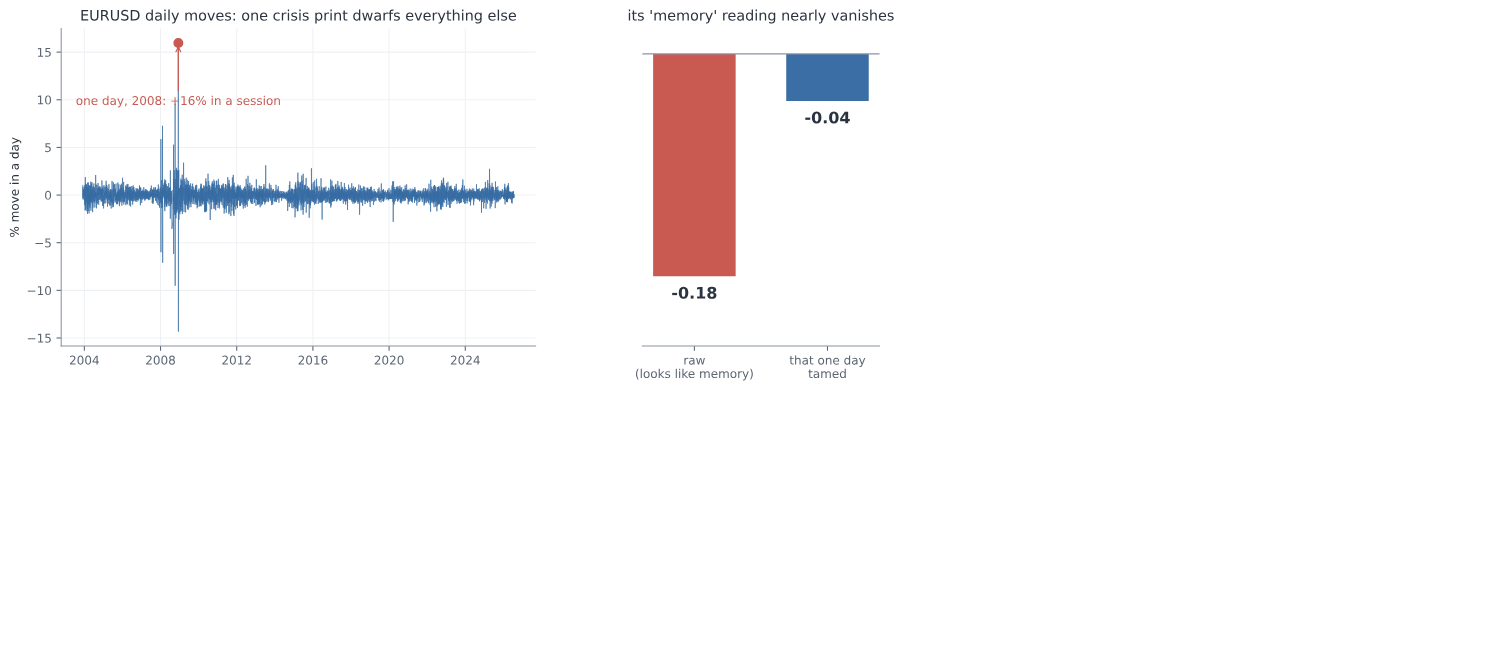 EURUSD daily moves: one crisis print dwarfs everything else
% move in a day
15
10
5
0
−5
−10
−15
one day, 2008: +16% in a session
2004
2008
2012
2016
2020
2024
its 'memory' reading nearly vanishes
-0.18
-0.04
raw
(looks like memory)
that one day
tamed